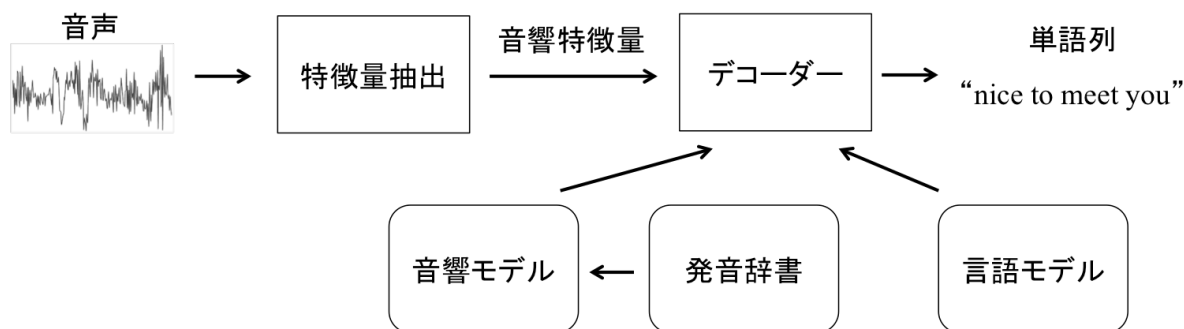 音声
特徴量抽出
音響特徴量
デコーダー
単語列
“nice to meet you”
音響モデル
発音辞書
言語モデル